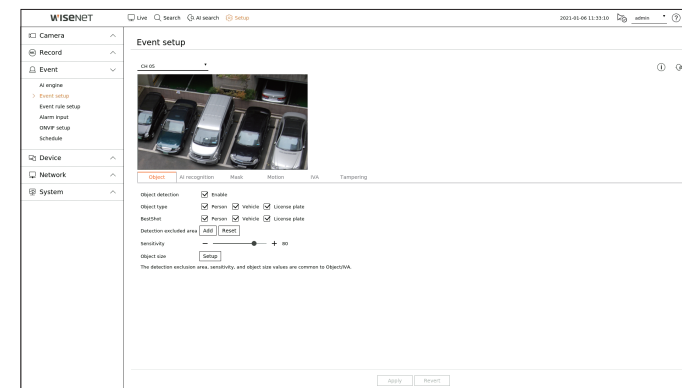 WISENET
Live Search AI search Setup
2021-01-06 11:33:10 admin
Camera
Record
Event
AI engine
Event setup
Event rule setup
Alarm input
ONVIF setup
Schedule
Device
Network
System
Event setup
CH 05
Object AI recognition Mask Motion IVA Tampering
Object detection Enable
Object type Person Vehicle License plate
BestShot Person Vehicle License plate
Detection excluded area Add Reset
Sensitivity 80
Object size Setup
The detection exclusion area, sensitivity, and object size values are common to Object/IVA.
Apply Revert